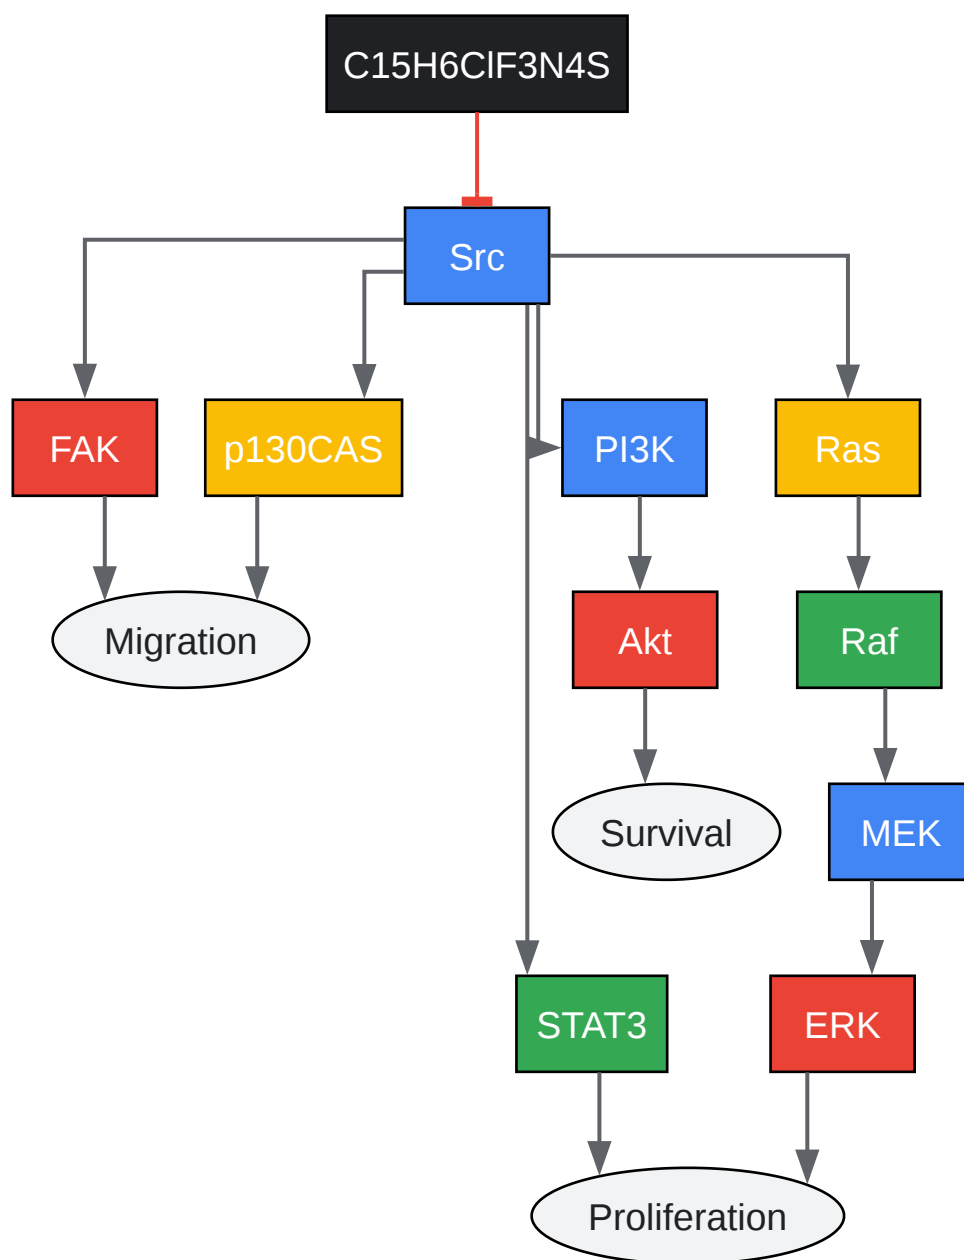 C15H6ClF3N4S
Src
FAK
p130CAS
PI3K
Ras
Migration
Akt
Raf
Survival
MEK
STAT3
ERK
Proliferation